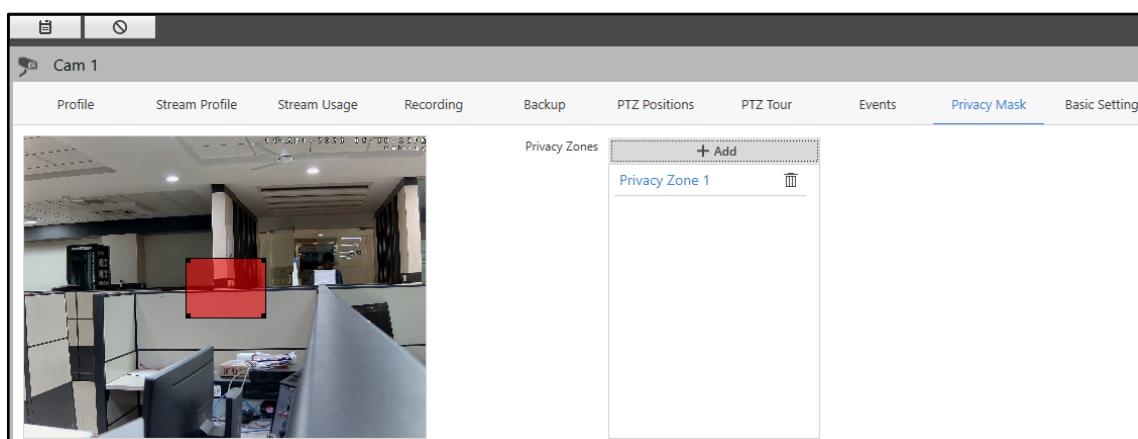 Cam 1
Profile Stream Profile Stream Usage Recording Backup PTZ Positions PTZ Tour Events Privacy Mask Basic Setting
Privacy Zones
+ Add
Privacy Zone 1